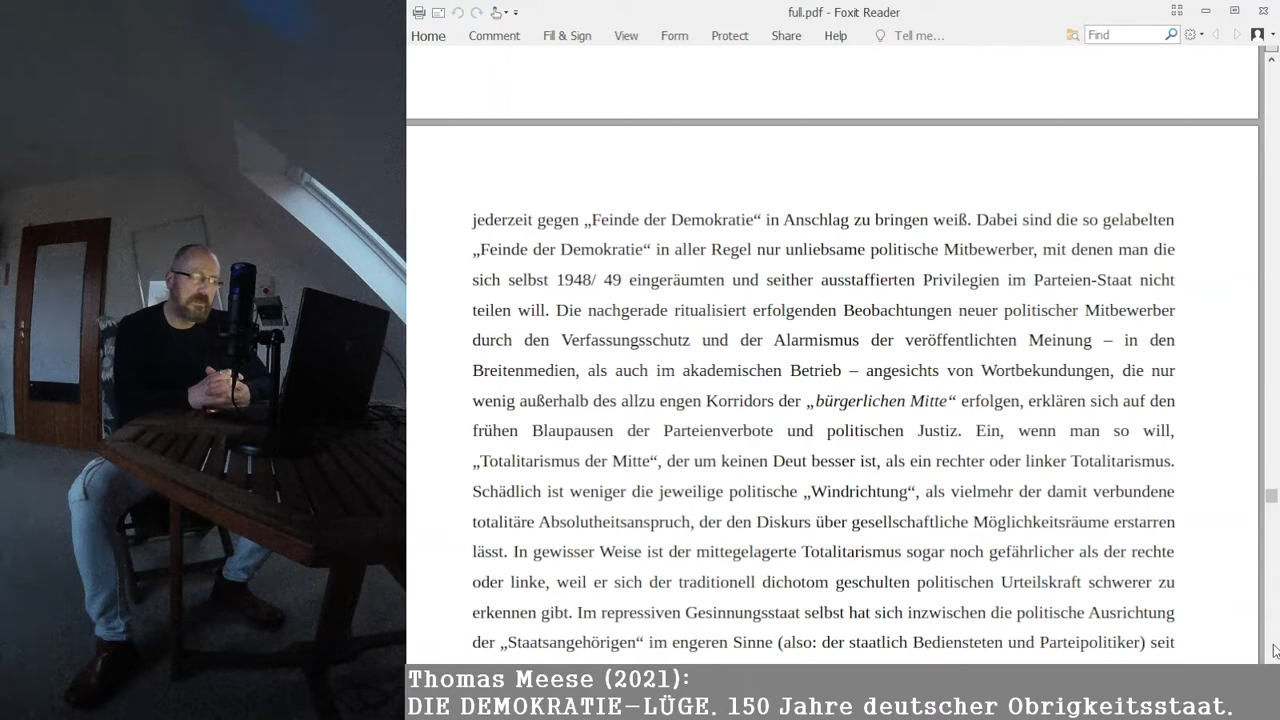 full.pdf - Foxit Reader
Home Comment Fill & Sign View Form Protect Share Help Tell me... Find
jederzeit gegen „Feinde der Demokratie“ in Anschlag zu bringen weiß. Dabei sind die so gelabelten
„Feinde der Demokratie“ in aller Regel nur unliebsame politische Mitbewerber, mit denen man die
sich selbst 1948/ 49 eingeräumten und seither ausstaffierten Privilegien im Parteien-Staat nicht
teilen will. Die nachgerade ritualisiert erfolgenden Beobachtungen neuer politischer Mitbewerber
durch den Verfassungsschutz und der Alarmismus der veröffentlichten Meinung – in den
Breitenmedien, als auch im akademischen Betrieb – angesichts von Wortbekundungen, die nur
wenig außerhalb des allzu engen Korridors der „bürgerlichen Mitte“ erfolgen, erklären sich auf den
frühen Blaupausen der Parteienverbote und politischen Justiz. Ein, wenn man so will,
„Totalitarismus der Mitte“, der um keinen Deut besser ist, als ein rechter oder linker Totalitarismus.
Schädlich ist weniger die jeweilige politische „Windrichtung“, als vielmehr der damit verbundene
totalitäre Absolutheitsanspruch, der den Diskurs über gesellschaftliche Möglichkeitsräume erstarren
lässt. In gewisser Weise ist der mittegelagerte Totalitarismus sogar noch gefährlicher als der rechte
oder linke, weil er sich der traditionell dichotom geschulten politischen Urteilskraft schwerer zu
erkennen gibt. Im repressiven Gesinnungsstaat selbst hat sich inzwischen die politische Ausrichtung
der „Staatsangehörigen“ im engeren Sinne (also: der staatlich Bediensteten und Parteipolitiker) seit
Thomas Meese (2021):
DIE DEMOKRATIE-LÜGE. 150 Jahre deutscher Obrigkeitsstaat.